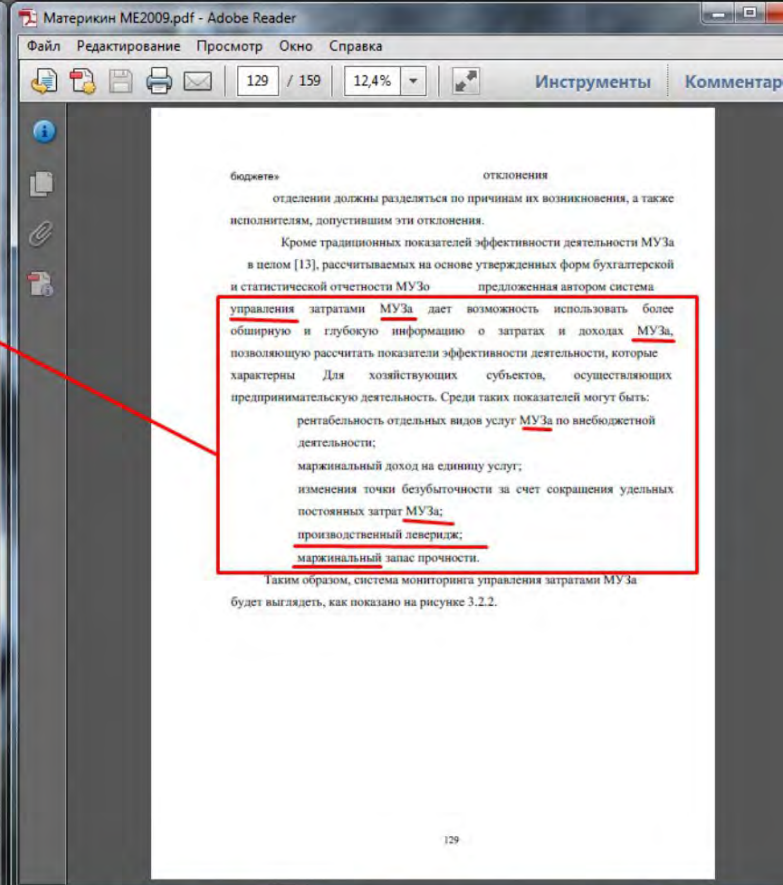 Материкин МЕ2009.pdf - Adobe Reader
Файл Редактирование Просмотр Окно Справка
129 / 159 12,4% Инструменты Комментар
бюджете» отклонения
отделении должны разделяться по причинам их возникновения, а также
исполнителям, допустившим эти отклонения.
Кроме традиционных показателей эффективности деятельности МУЗа
в целом [13], рассчитываемых на основе утвержденных форм бухгалтерской
и статистической отчетности МУЗо предложенная автором система
управления затратами МУЗа дает возможность использовать более
обширную и глубокую информацию о затратах и доходах МУЗа,
позволяющую рассчитать показатели эффективности деятельности, которые
характерны Для хозяйствующих субъектов, осуществляющих
предпринимательскую деятельность. Среди таких показателей могут быть:
рентабельность отдельных видов услуг МУЗа по внебюджетной
деятельности;
маржинальный доход на единицу услуг;
изменения точки безубыточности за счет сокращения удельных
постоянных затрат МУЗа;
производственный леверидж;
маржинальный запас прочности.
Таким образом, система мониторинга управления затратами МУЗа
будет выглядеть, как показано на рисунке 3.2.2.
129